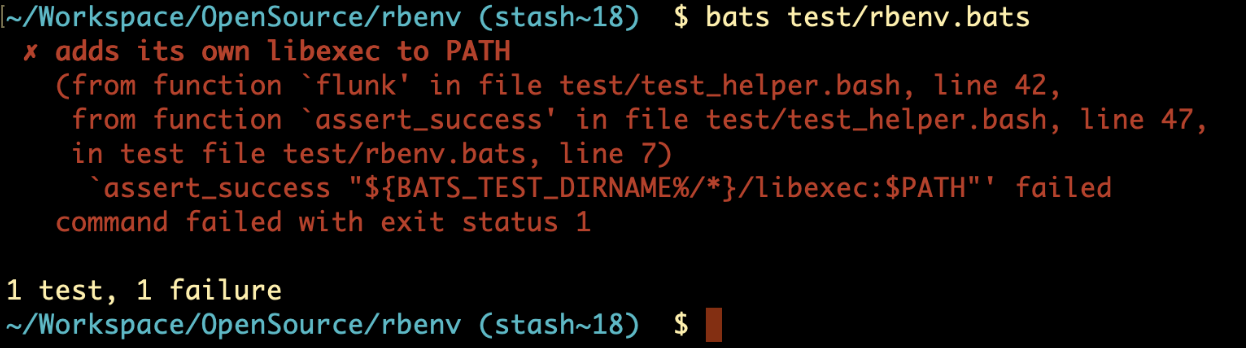 [~/Workspace/OpenSource/rbenv (stash~18)  $ bats test/rbenv.bats
 ✗ adds its own libexec to PATH
   (from function `flunk' in file test/test_helper.bash, line 42,
    from function `assert_success' in file test/test_helper.bash, line 47,
    in test file test/rbenv.bats, line 7)
     `assert_success "${BATS_TEST_DIRNAME%/*}/libexec:$PATH"' failed
   command failed with exit status 1

1 test, 1 failure
~/Workspace/OpenSource/rbenv (stash~18)  $